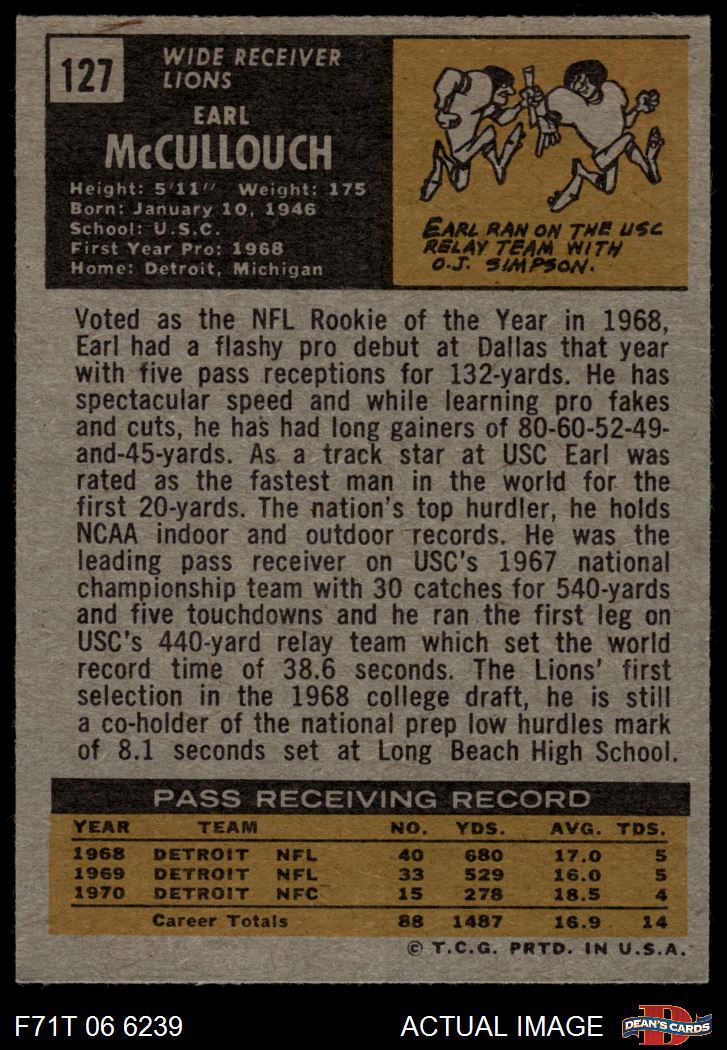 127
WIDE RECEIVER
LIONS
EARL
McCULLOUCH
Height: 5'11" Weight: 175
Born: January 10, 1946
School: U.S.C.
First Year Pro: 1968
Home: Detroit, Michigan
EARL RAN ON THE USC
RELAY TEAM WITH
O.J. SIMPSON.
Voted as the NFL Rookie of the Year in 1968,
Earl had a flashy pro debut at Dallas that year
with five pass receptions for 132-yards. He has
spectacular speed and while learning pro fakes
and cuts, he has had long gainers of 80-60-52-49-
and-45-yards. As a track star at USC Earl was
rated as the fastest man in the world for the
first 20-yards. The nation's top hurdler, he holds
NCAA indoor and outdoor records. He was the
leading pass receiver on USC's 1967 national
championship team with 30 catches for 540-yards
and five touchdowns and he ran the first leg on
USC's 440-yard relay team which set the world
record time of 38.6 seconds. The Lions' first
selection in the 1968 college draft, he is still
a co-holder of the national prep low hurdles mark
of 8.1 seconds set at Long Beach High School.
PASS RECEIVING RECORD
YEAR TEAM NO. YDS. AVG. TDS.
1968 DETROIT NFL 40 680 17.0 5
1969 DETROIT NFL 33 529 16.0 5
1970 DETROIT NFC 15 278 18.5 4
Career Totals 88 1487 16.9 14
© T.C.G. PRTD. IN U.S.A.
F71T 06 6239 ACTUAL IMAGE D DEAN'S CARDS